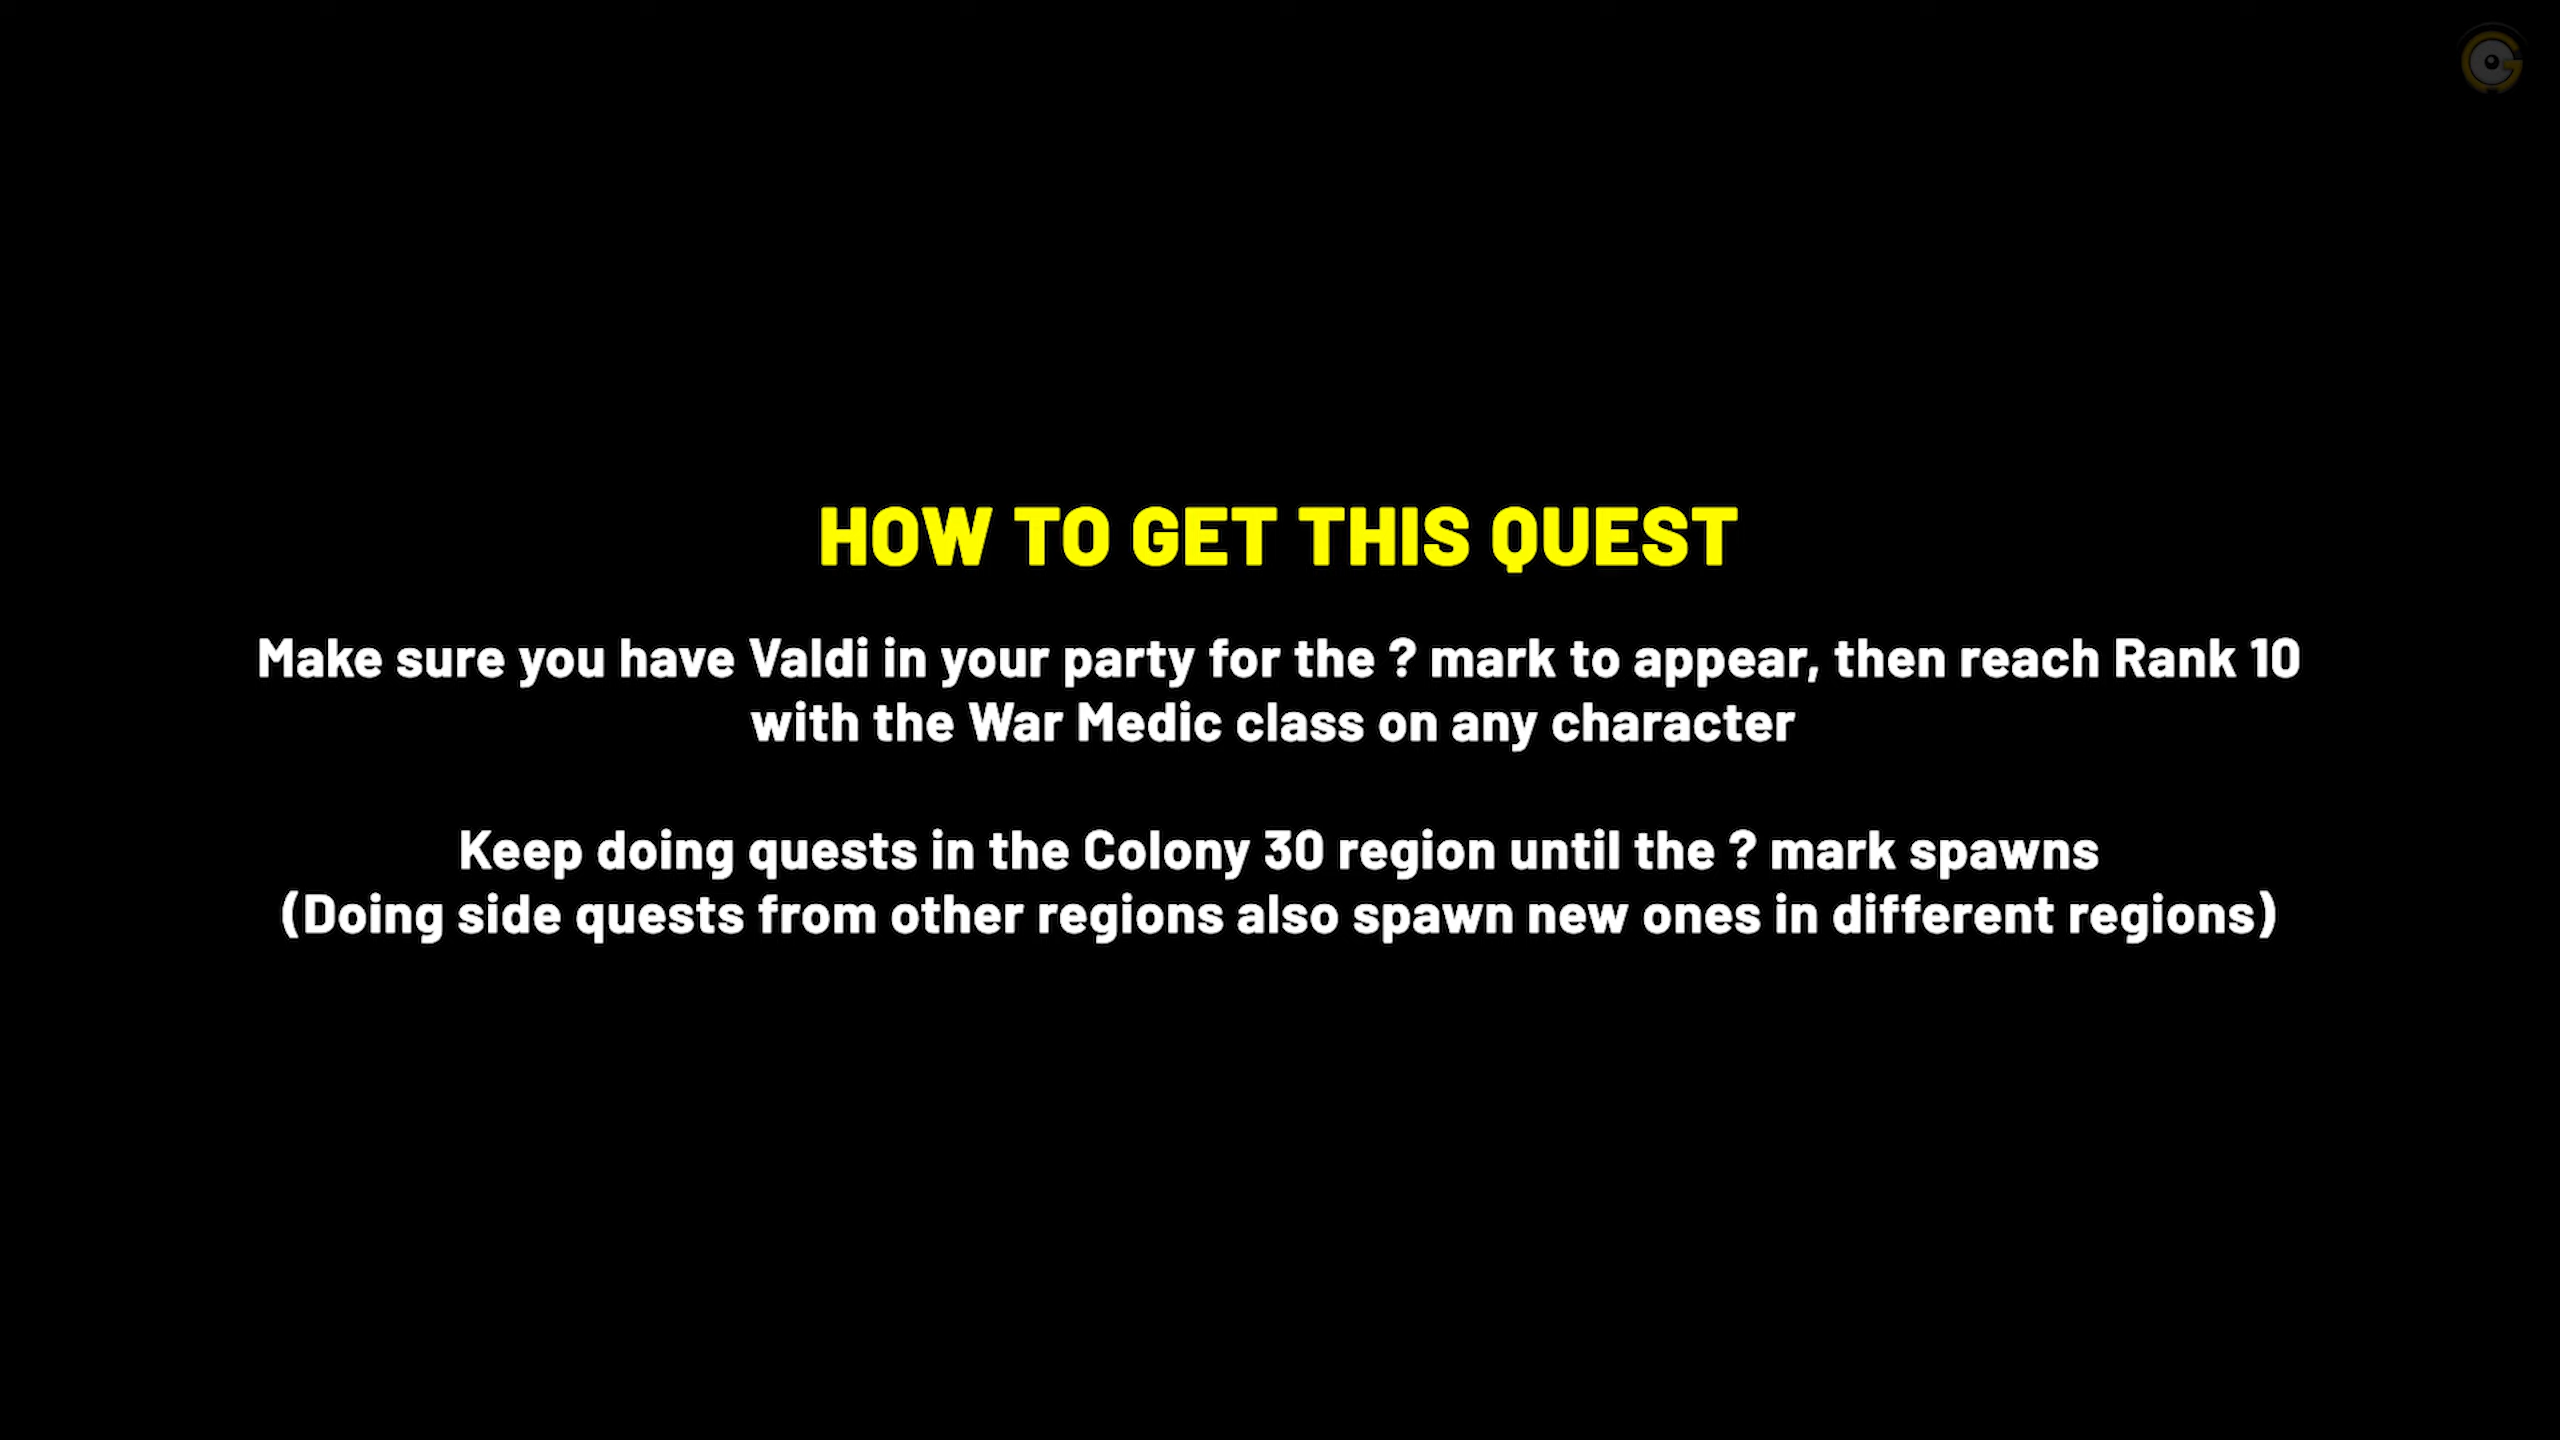 HOW TO GET THIS QUEST
Make sure you have Valdi in your party for the ? mark to appear, then reach Rank 10
with the War Medic class on any character
Keep doing quests in the Colony 30 region until the ? mark spawns
(Doing side quests from other regions also spawn new ones in different regions)